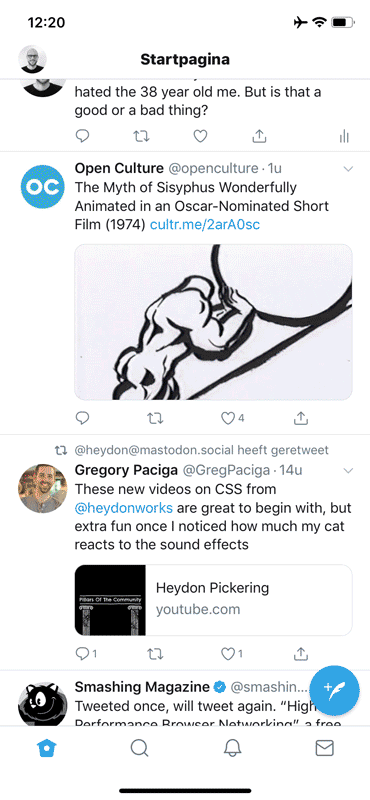 12:20
Startpagina
hated the 38 year old me. But is that a
good or a bad thing?
OC
Open Culture @openculture · 1u
The Myth of Sisyphus Wonderfully
Animated in an Oscar-Nominated Short
Film (1974) cultr.me/2arA0sc
4
@heydon@mastodon.social heeft geretweet
Gregory Paciga @GregPaciga · 14u
These new videos on CSS from
@heydonworks are great to begin with, but
extra fun once I noticed how much my cat
reacts to the sound effects
Pillars Of The Community
Heydon Pickering
youtube.com
1 1
Smashing Magazine @smashin...
Tweeted once, will tweet again. “High
Performance Browser Networking”, a free